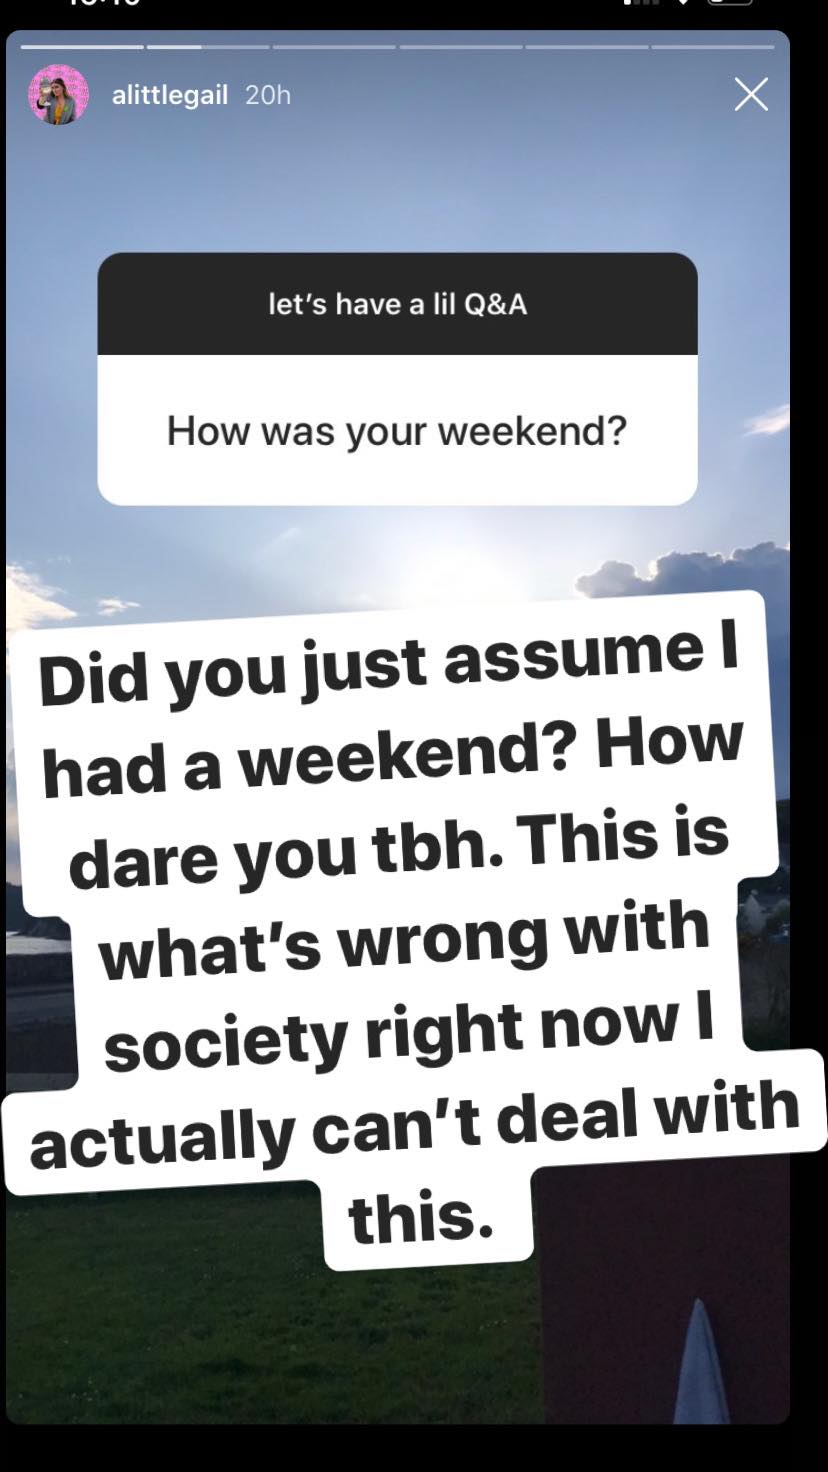 alittlegail 20h
let's have a lil Q&A
How was your weekend?
Did you just assume I
had a weekend? How
dare you tbh. This is
what's wrong with
society right now I
actually can't deal with
this.